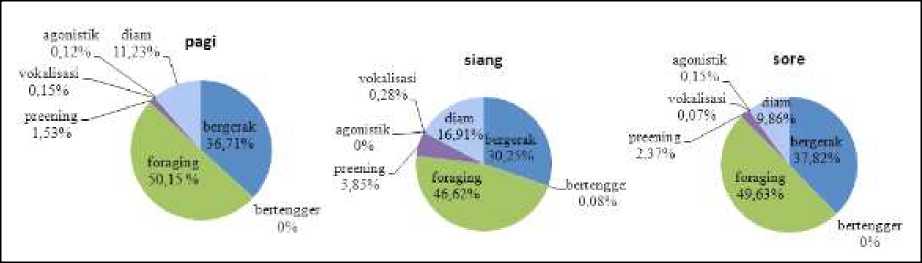 pagi
agonistik
0,12%
diam
11,23%
vokalisasi
0,15%
preening
1,53%
bergerak
36,71%
foraging
50,15 %
bertengger
0%
siang
vokalisasi
0,28%
diam
16,91%
agonistik
0%
bergerak
30,25%
preening
5,85%
foraging
46,62%
bertengge
0,08%
sore
agonistik
0,15%
vokalisasi
0,07%
diam
9,86%
preening
2,37%
bergerak
37,82%
foraging
49,63%
bertengger
0%